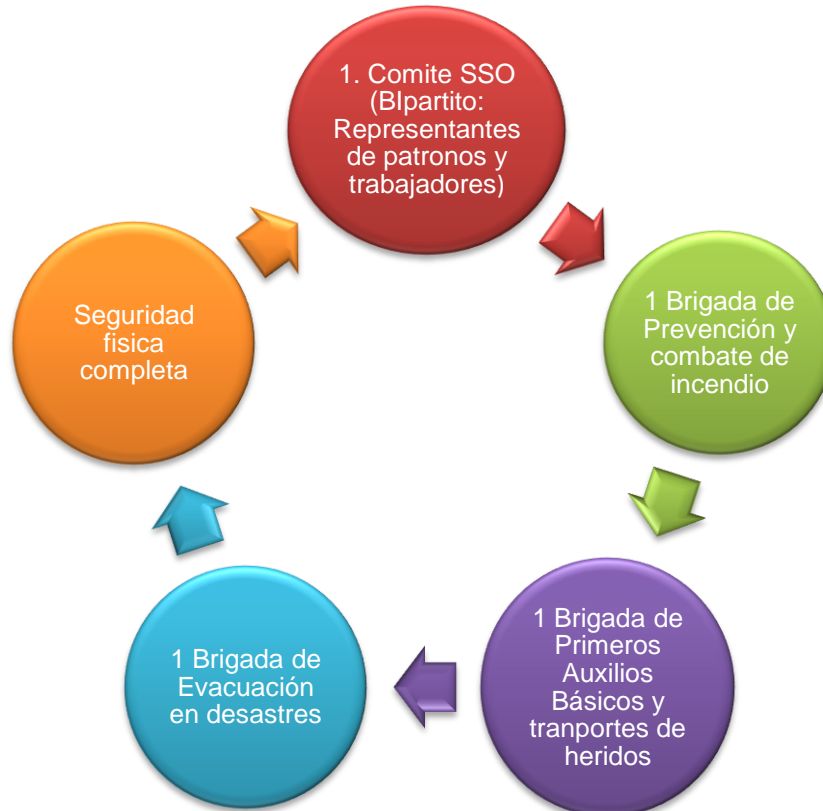 1. Comite SSO
(BIpartito:
Representantes
de patronos y
trabajadores)
1 Brigada de
Prevención y
combate de
incendio
1 Brigada de
Primeros
Auxilios
Básicos y
tranportes de
heridos
1 Brigada de
Evacuación
en desastres
Seguridad
fisica
completa